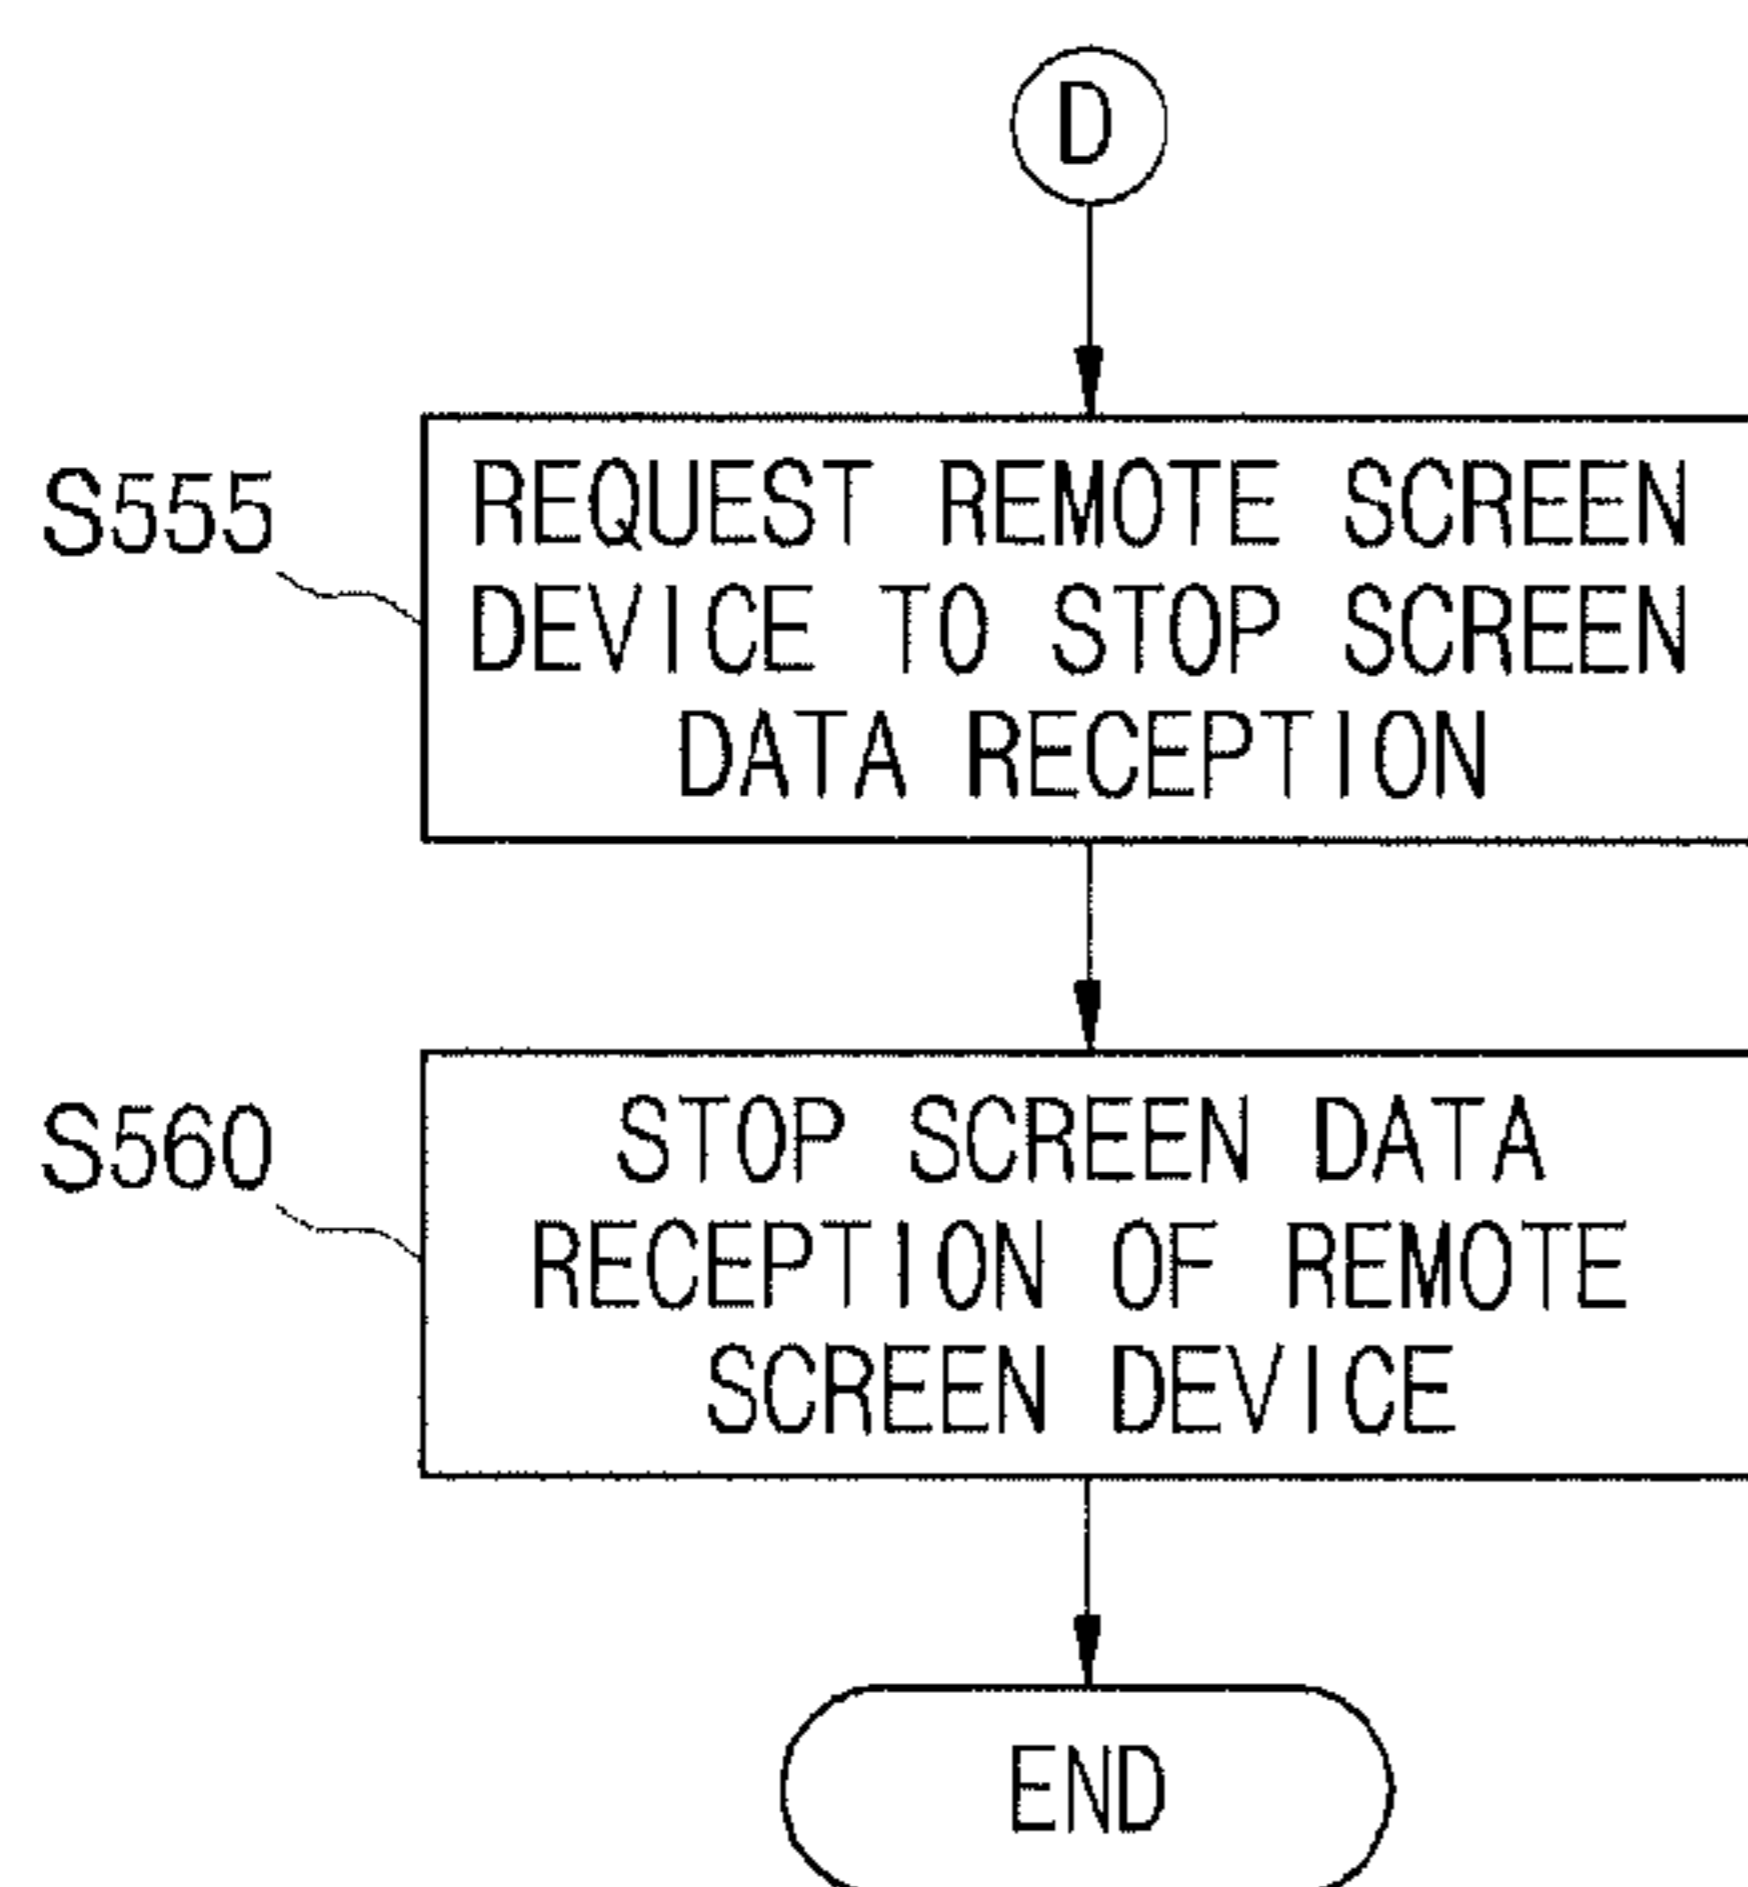 D
S555
REQUEST REMOTE SCREEN
DEVICE TO STOP SCREEN
DATA RECEPTION
S560
STOP SCREEN DATA
RECEPTION OF REMOTE
SCREEN DEVICE
END